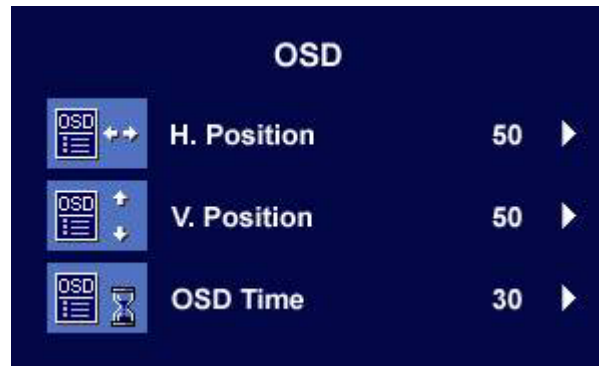 OSD
OSD H. Position 50
OSD V. Position 50
OSD OSD Time 30